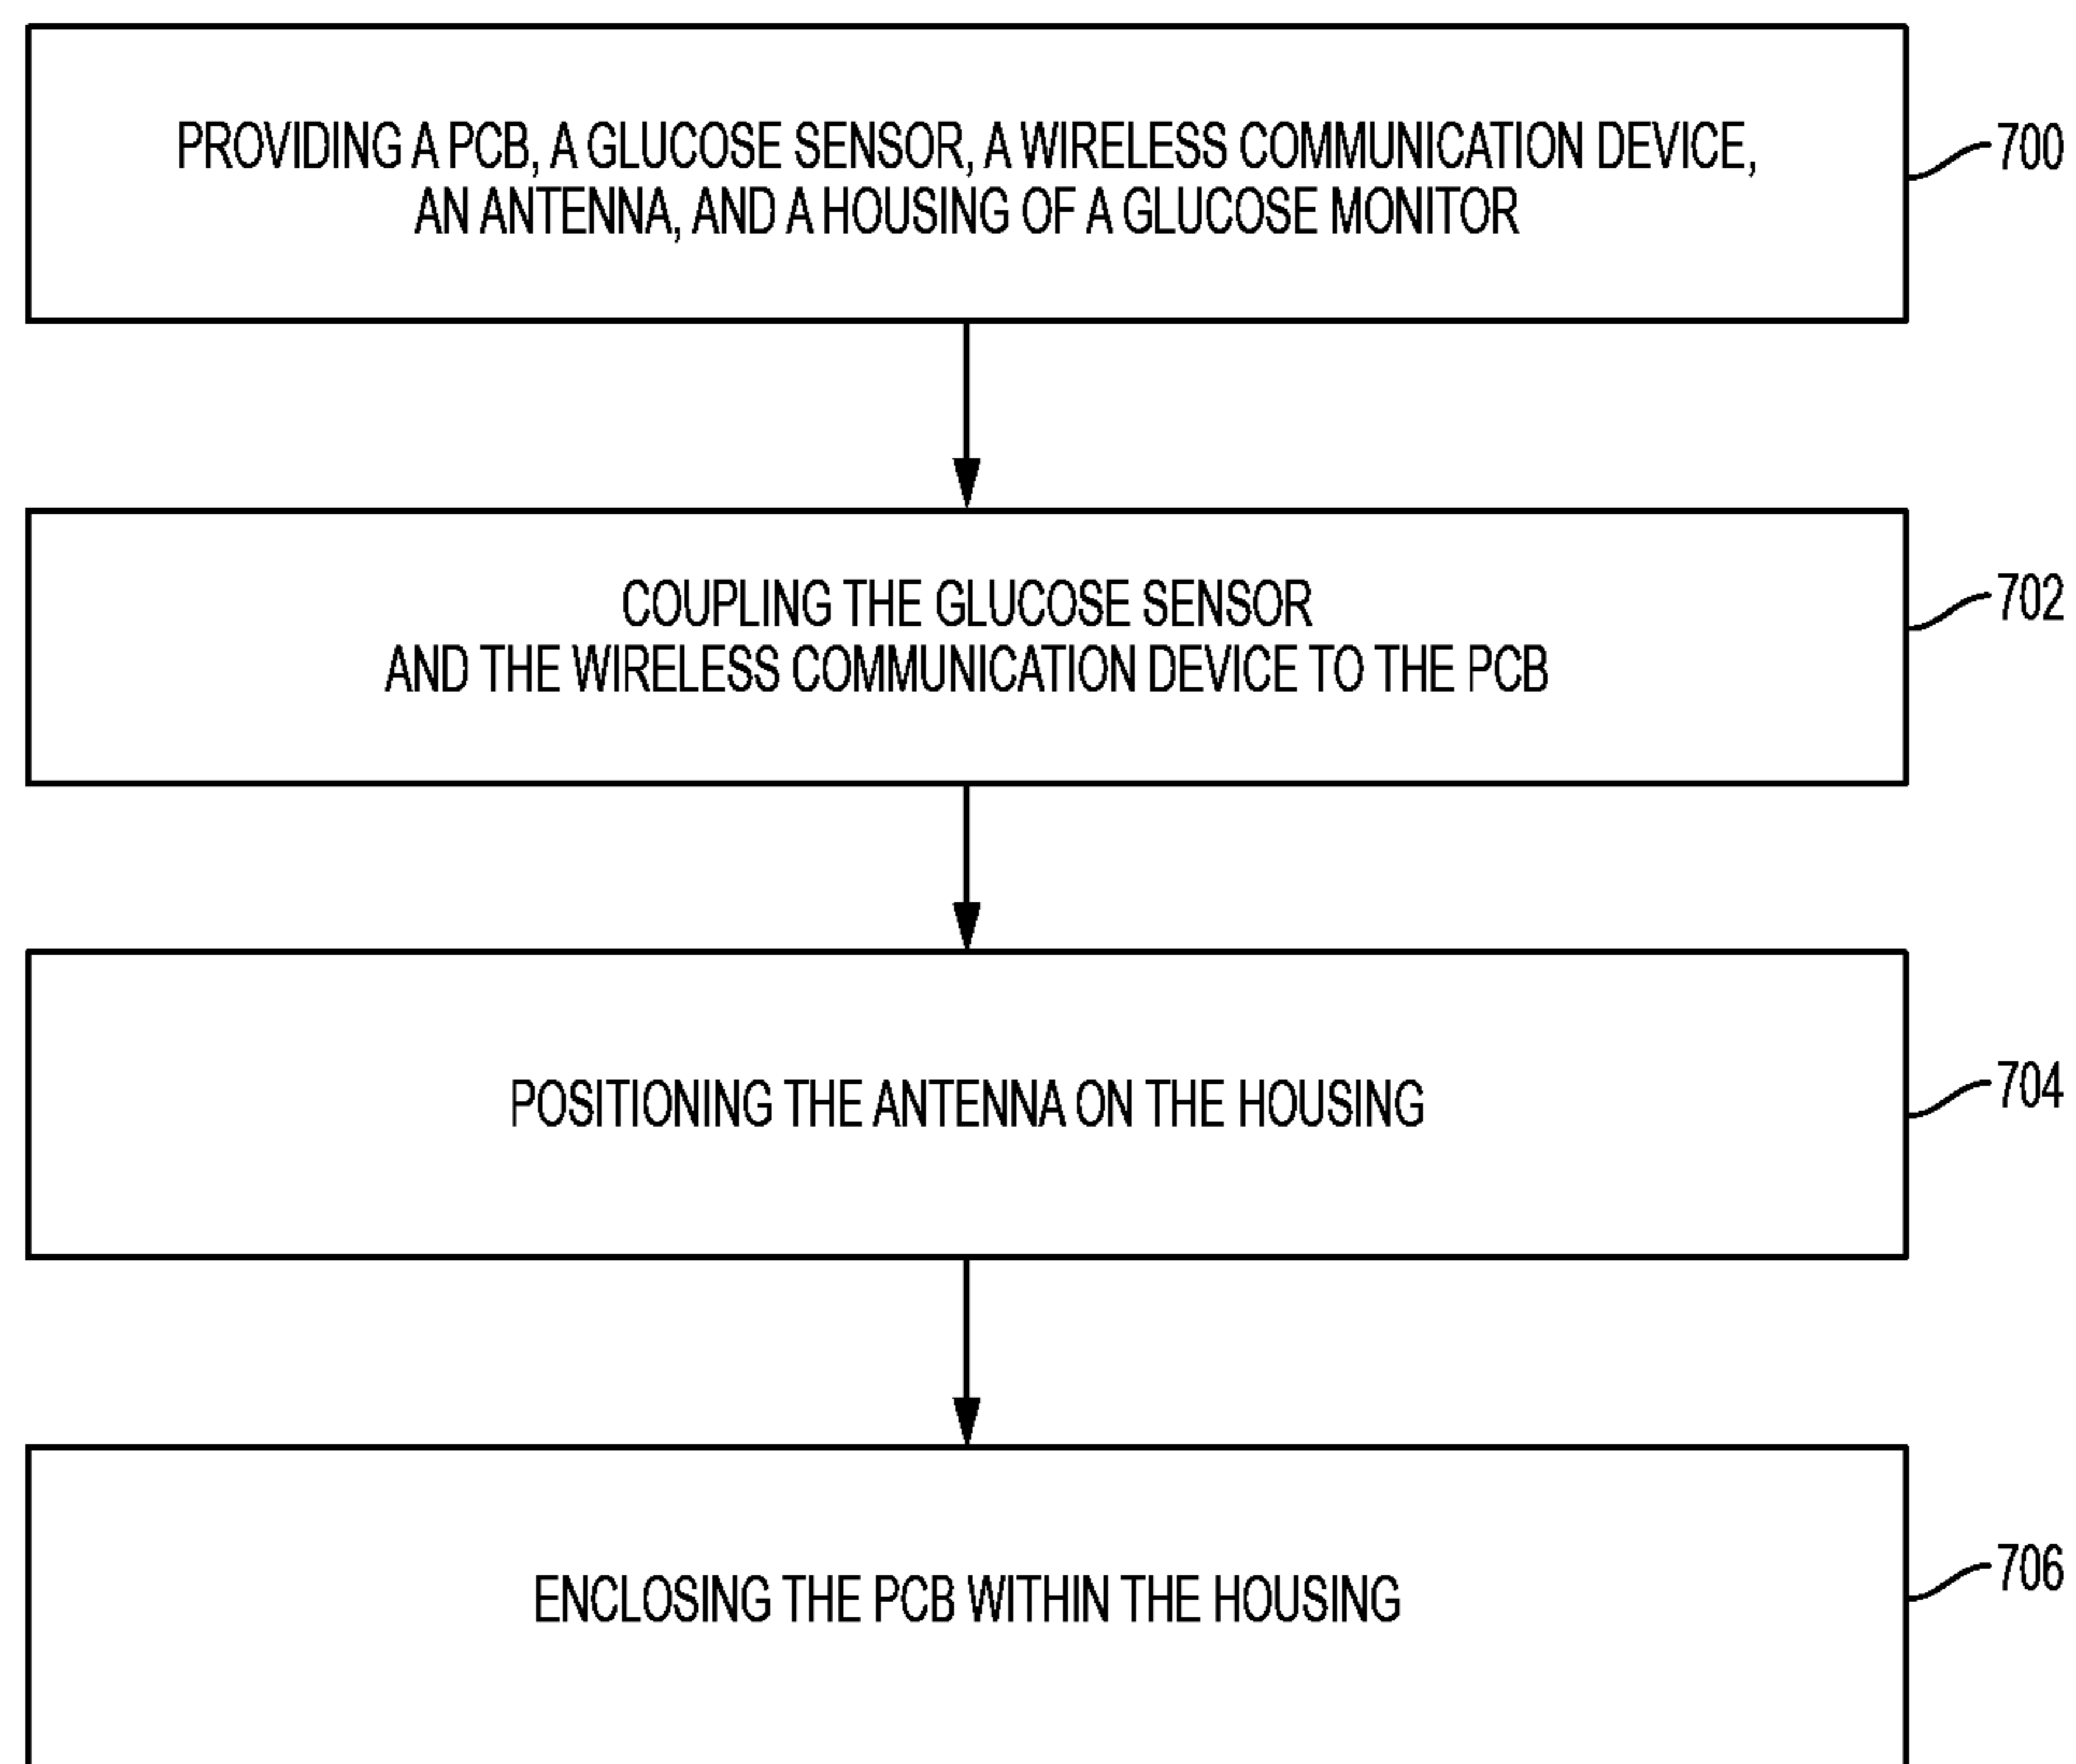 PROVIDING A PCB, A GLUCOSE SENSOR, A WIRELESS COMMUNICATION DEVICE,
AN ANTENNA, AND A HOUSING OF A GLUCOSE MONITOR
700
COUPLING THE GLUCOSE SENSOR
AND THE WIRELESS COMMUNICATION DEVICE TO THE PCB
702
POSITIONING THE ANTENNA ON THE HOUSING
704
ENCLOSING THE PCB WITHIN THE HOUSING
706